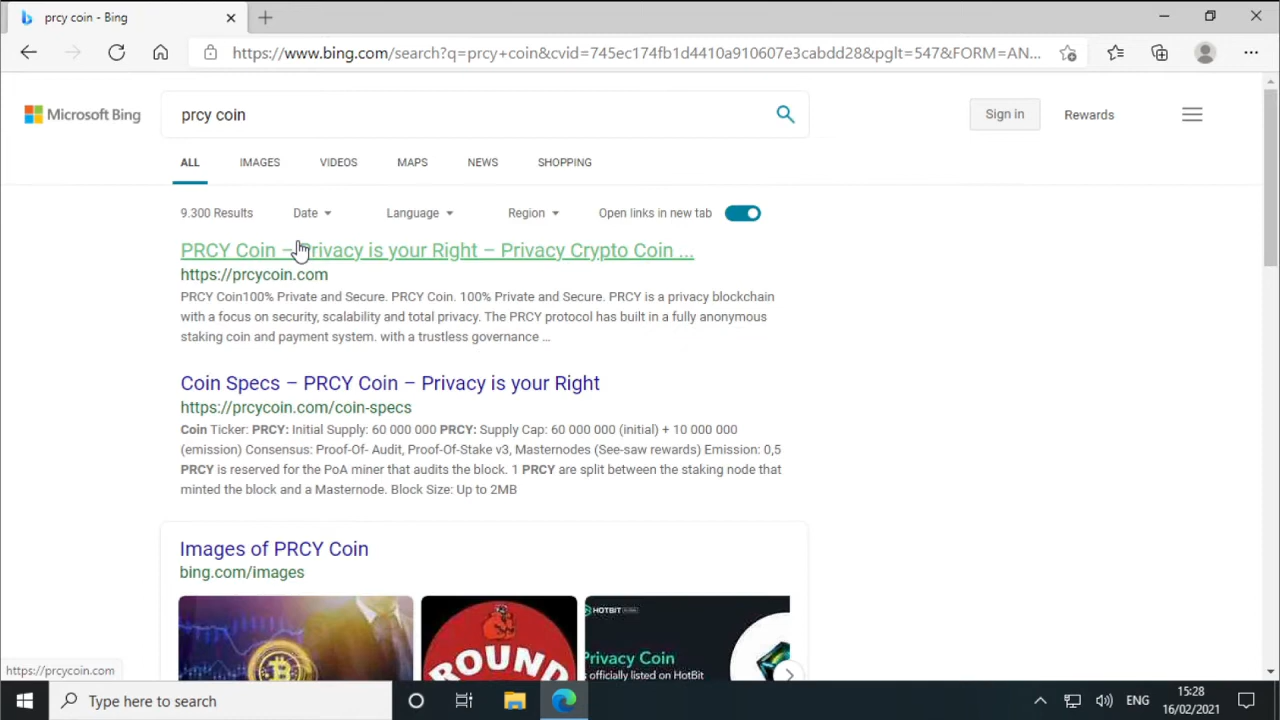 prcy coin - Bing
https://www.bing.com/search?q=prcy+coin&cvid=745ec174fb1d4410a910607e3cabdd28&pglt=547&FORM=AN...
Microsoft Bing
prcy coin
Sign in
Rewards
ALL
IMAGES
VIDEOS
MAPS
NEWS
SHOPPING
9.300 Results
Date
Language
Region
Open links in new tab
PRCY Coin – Privacy is your Right – Privacy Crypto Coin ...
https://prcycoin.com
PRCY Coin100% Private and Secure. PRCY Coin. 100% Private and Secure. PRCY is a privacy blockchain
with a focus on security, scalability and total privacy. The PRCY protocol has built in a fully anonymous
staking coin and payment system. with a trustless governance ...
Coin Specs – PRCY Coin – Privacy is your Right
https://prcycoin.com/coin-specs
Coin Ticker: PRCY: Initial Supply: 60 000 000 PRCY: Supply Cap: 60 000 000 (initial) + 10 000 000
(emission) Consensus: Proof-Of- Audit, Proof-Of-Stake v3, Masternodes (See-saw rewards) Emission: 0,5
PRCY is reserved for the PoA miner that audits the block. 1 PRCY are split between the staking node that
minted the block and a Masternode. Block Size: Up to 2MB
Images of PRCY Coin
bing.com/images
ROUND
HOTBIT
Privacy Coin
officially listed on HotBit
https://prcycoin.com
Type here to search
ENG
15:28
16/02/2021